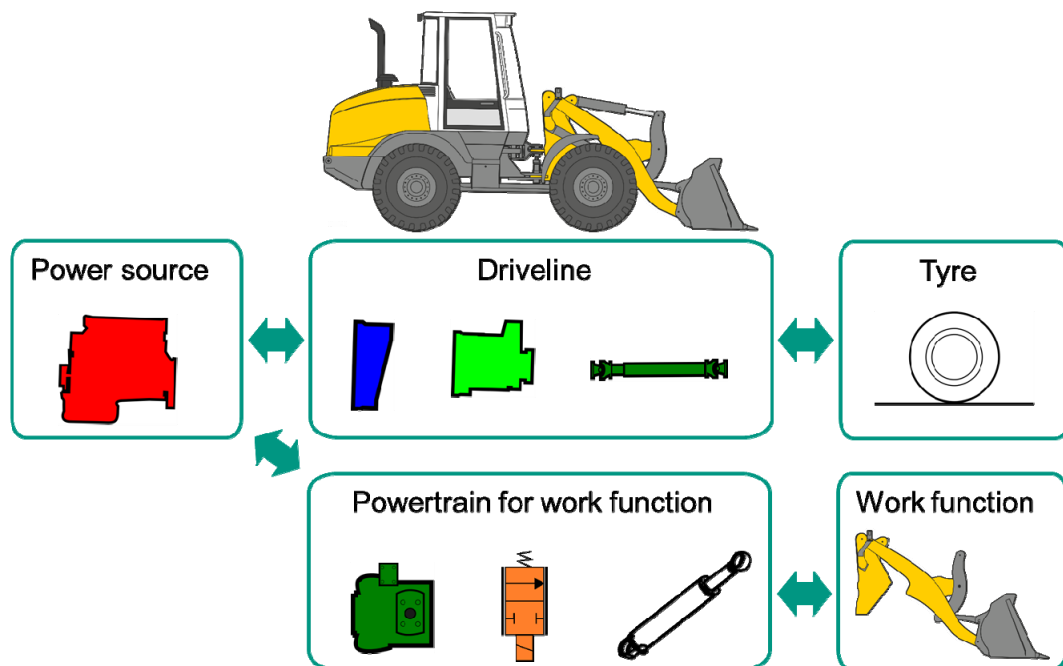 Power source
Driveline
Tyre
Powertrain for work function
Work function